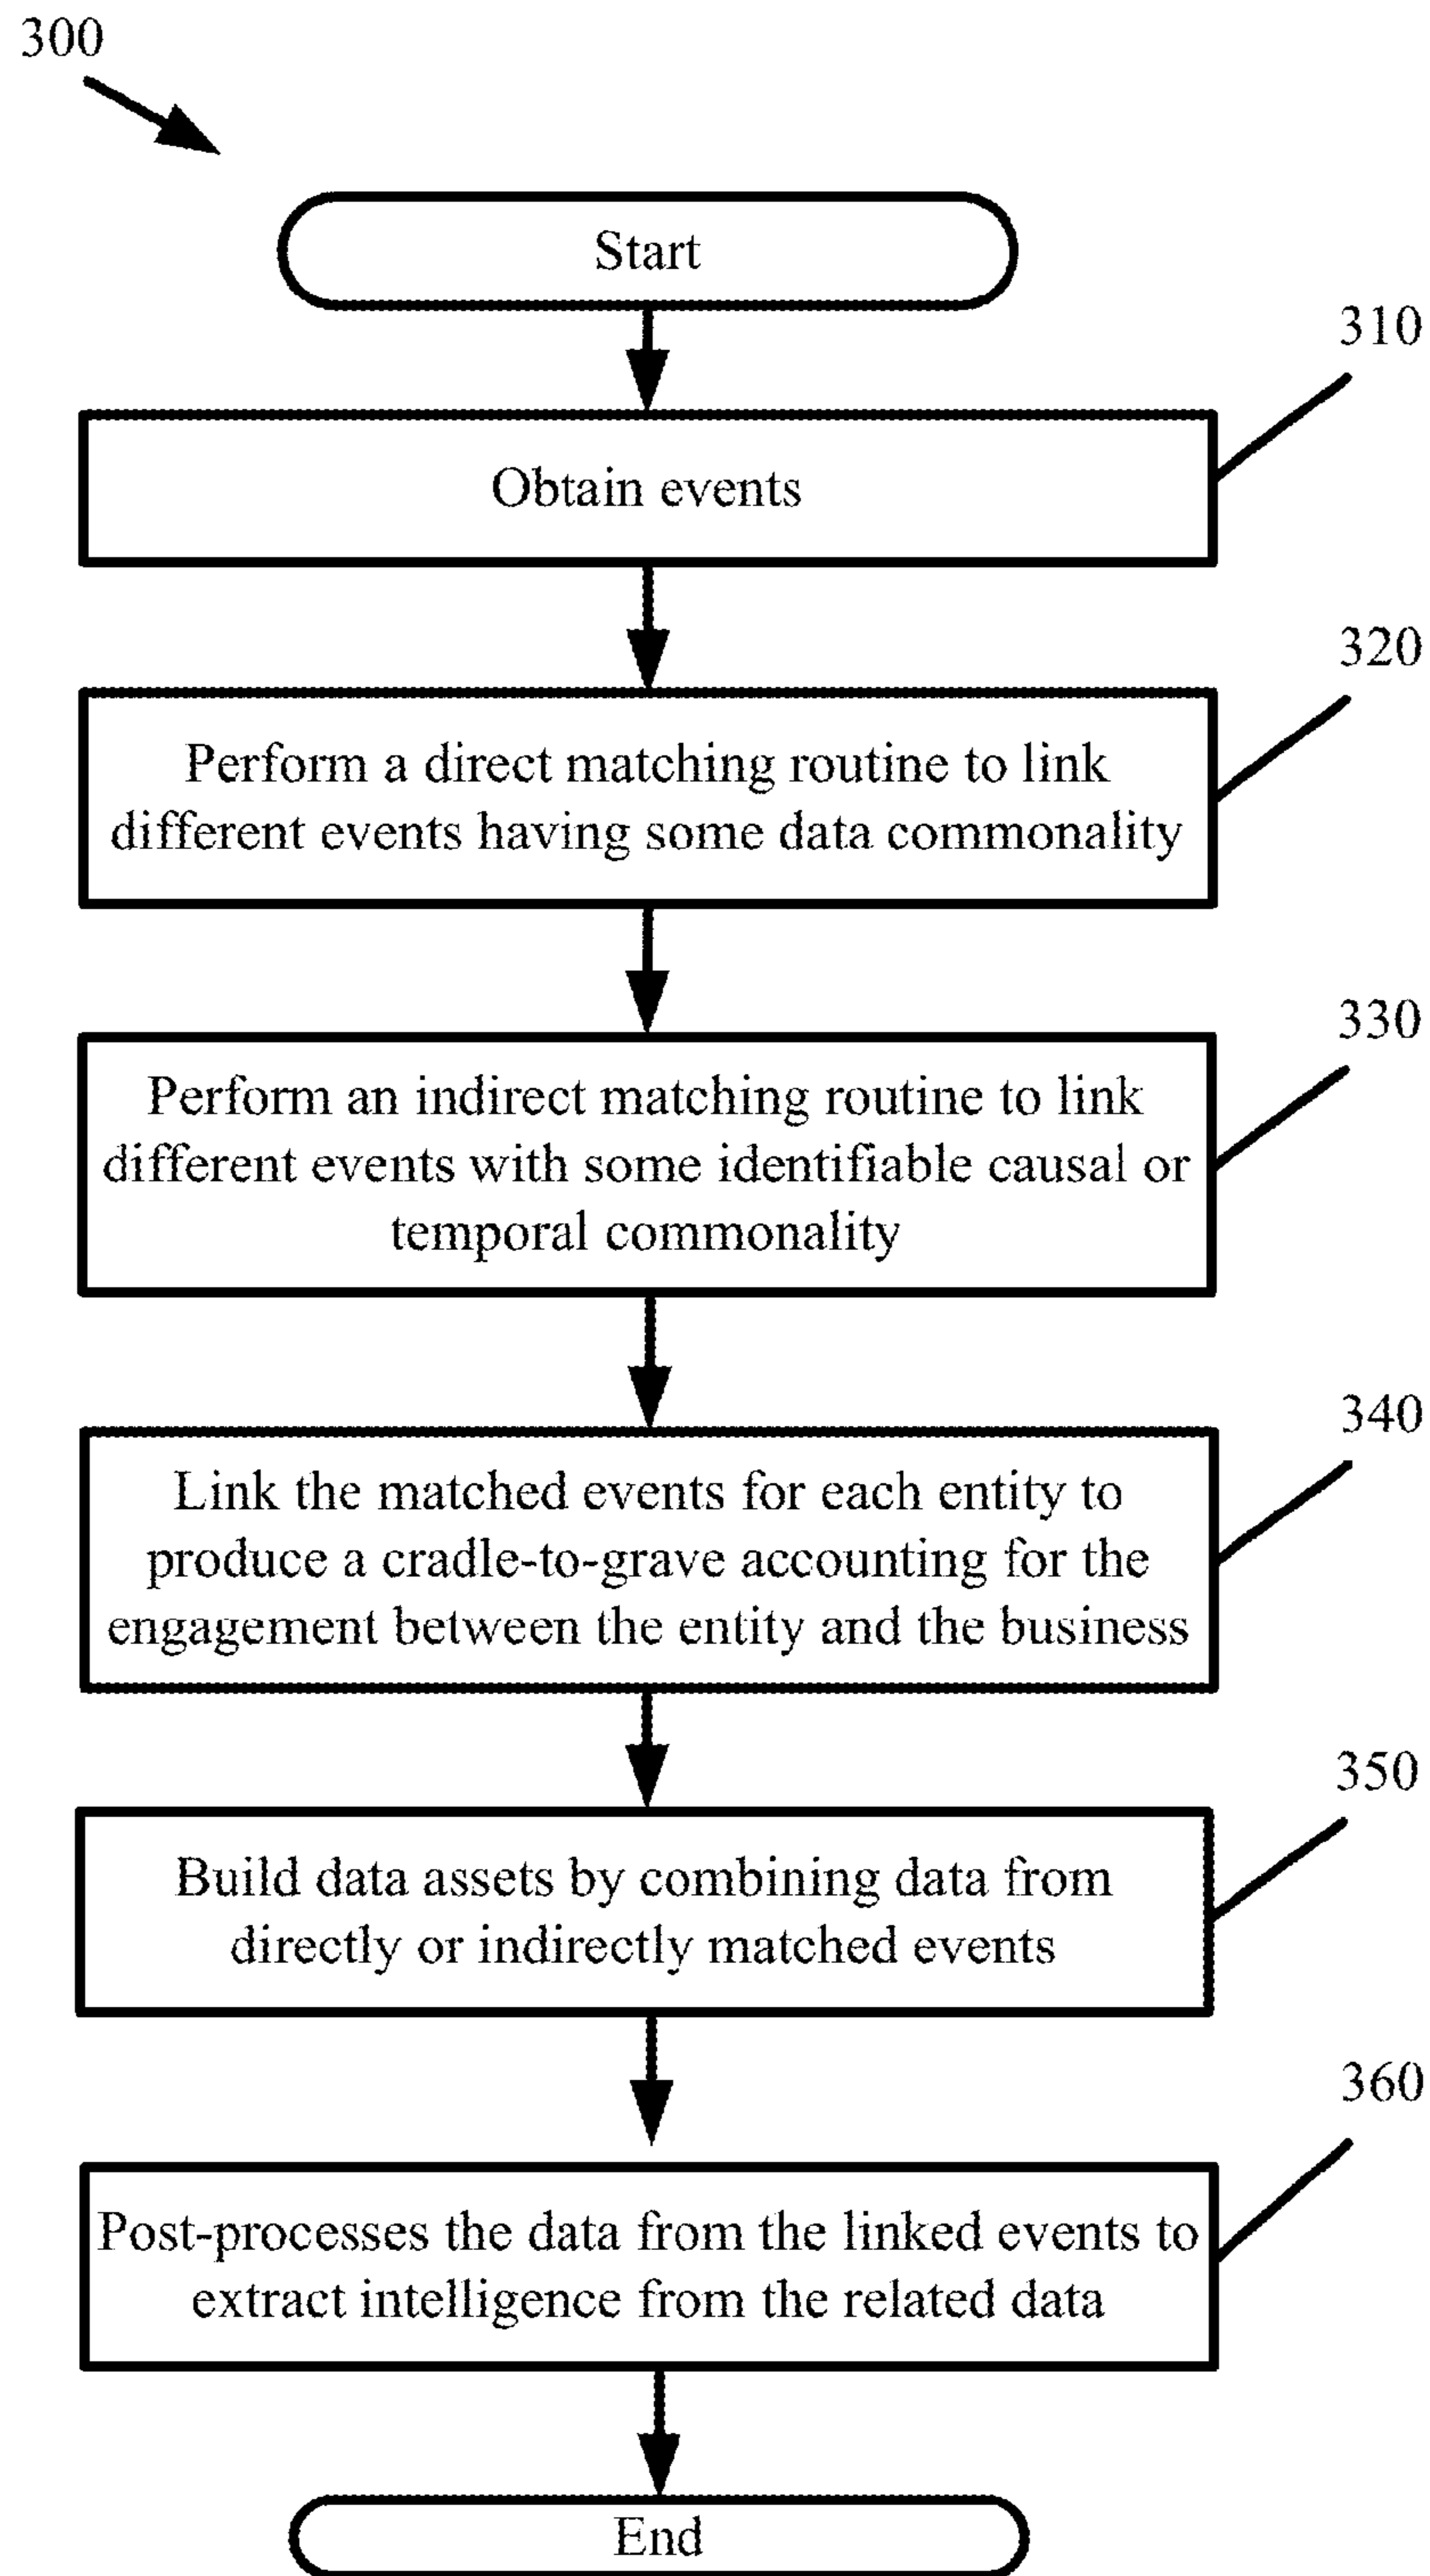 300
Start
310
Obtain events
320
Perform a direct matching routine to link
different events having some data commonality
330
Perform an indirect matching routine to link
different events with some identifiable causal or
temporal commonality
340
Link the matched events for each entity to
produce a cradle-to-grave accounting for the
engagement between the entity and the business
350
Build data assets by combining data from
directly or indirectly matched events
360
Post-processes the data from the linked events to
extract intelligence from the related data
End